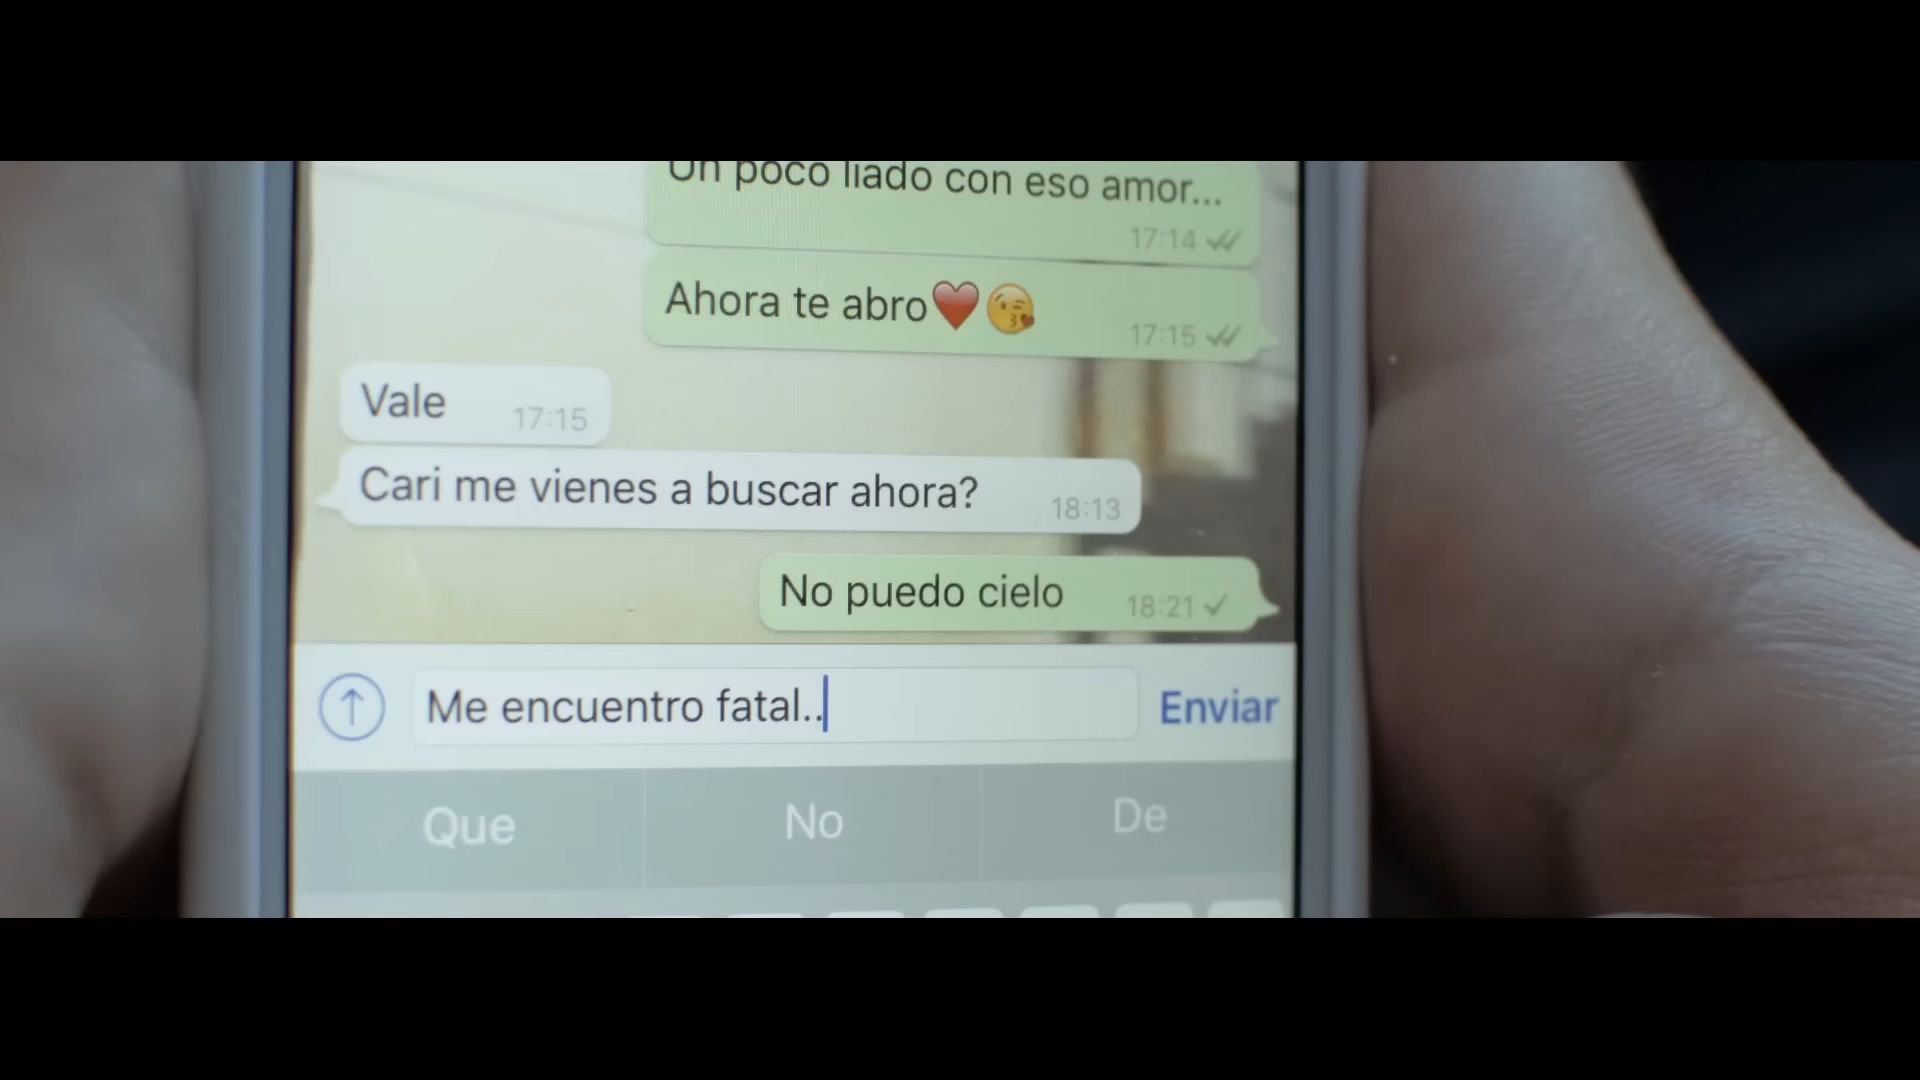 Un poco liado con eso amor...
17:14
Ahora te abro❤️😘
17:15
Vale 17:15
Cari me vienes a buscar ahora? 18:13
No puedo cielo 18:21
Me encuentro fatal.. Enviar
Que No De